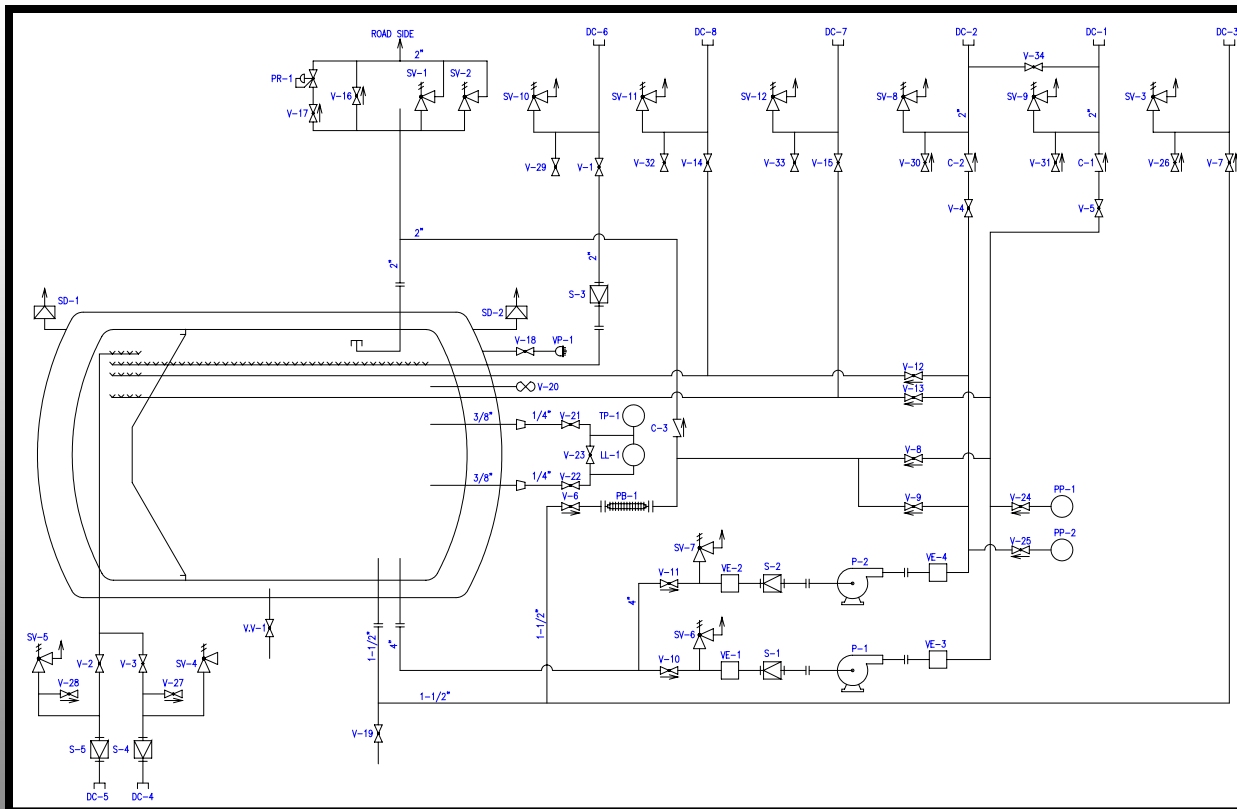 ROAD SIDE DC-6 DC-8 DC-7 DC-2 DC-1 DC-3
2" V-34
PR-1 SV-1 SV-2
V-16 SV-10 SV-11 SV-12 SV-8 SV-9 SV-3
V-17 2" 2"
V-29 V-1 V-32 V-14 V-33 V-15 V-30 C-2 V-31 C-1 V-26 V-7
V-4 V-5
2"
2" 2"
S-3
SD-1 SD-2
V-18 VP-1
V-12
V-20 V-13
3/8" 1/4" V-21 TP-1
C-3
V-23 LL-1 V-8
3/8" 1/4" V-22
V-6 PB-1 V-9 V-24 PP-1
V-25 PP-2
SV-7
V-11 VE-2 S-2 P-2 VE-4
4"
1-1/2"
V.V-1
SV-5 SV-4 SV-6
1-1/2" 4"
V-2 V-3 V-10 VE-1 S-1 P-1 VE-3
V-28 V-27
1-1/2"
V-19
S-5 S-4
DC-5 DC-4